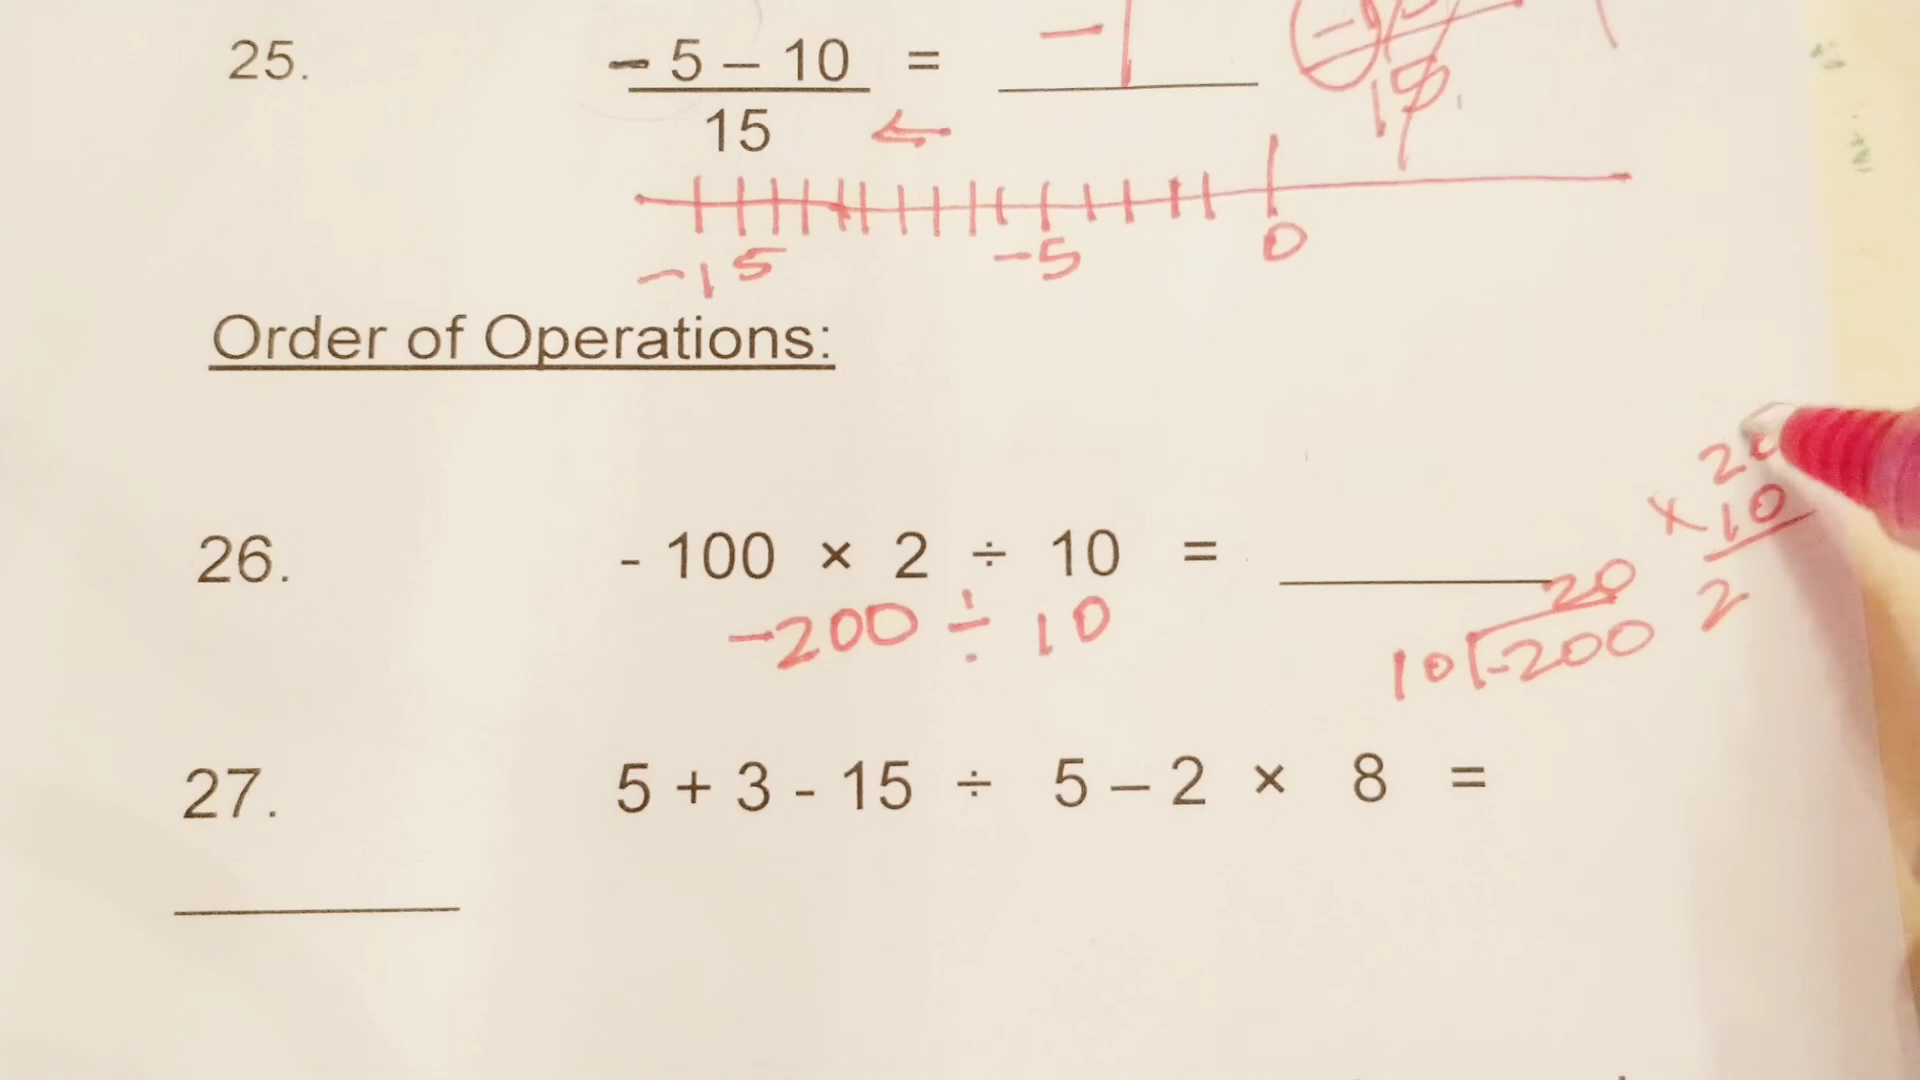 25. - 5 – 10 = -1
15
-15 -5 0
Order of Operations:
20
× 10
2
26. - 100 × 2 ÷ 10 =
20
-200 ÷ 10
10 -200
27. 5 + 3 - 15 ÷ 5 – 2 × 8 =